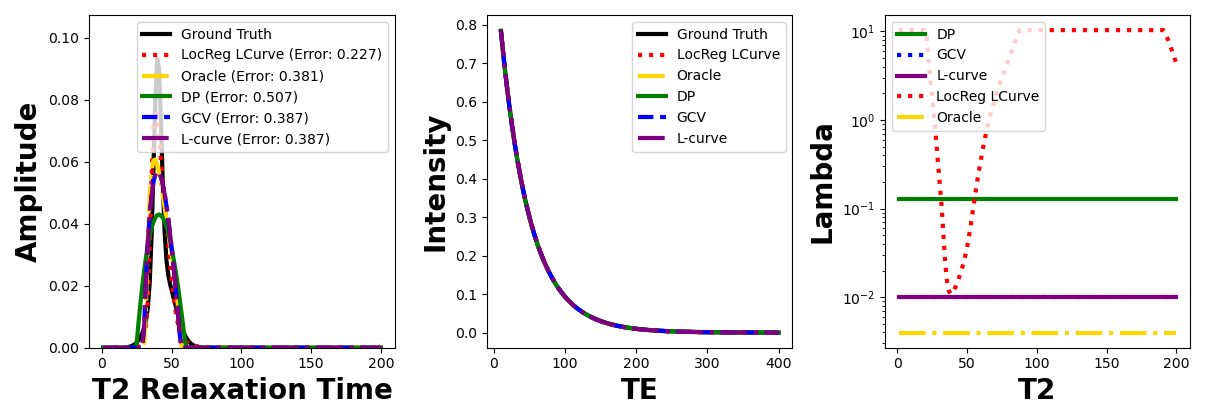 Amplitude
0.10
0.08
0.06
0.04
0.02
0.00
0
50
100
150
200
T2 Relaxation Time
Ground Truth
LocReg LCurve (Error: 0.227)
Oracle (Error: 0.381)
DP (Error: 0.507)
GCV (Error: 0.387)
L-curve (Error: 0.387)
Intensity
0.8
0.7
0.6
0.5
0.4
0.3
0.2
0.1
0.0
0
100
200
300
400
TE
Ground Truth
LocReg LCurve
Oracle
DP
GCV
L-curve
Lambda
10¹
10⁰
10⁻¹
10⁻²
0
50
100
150
200
T2
DP
GCV
L-curve
LocReg LCurve
Oracle